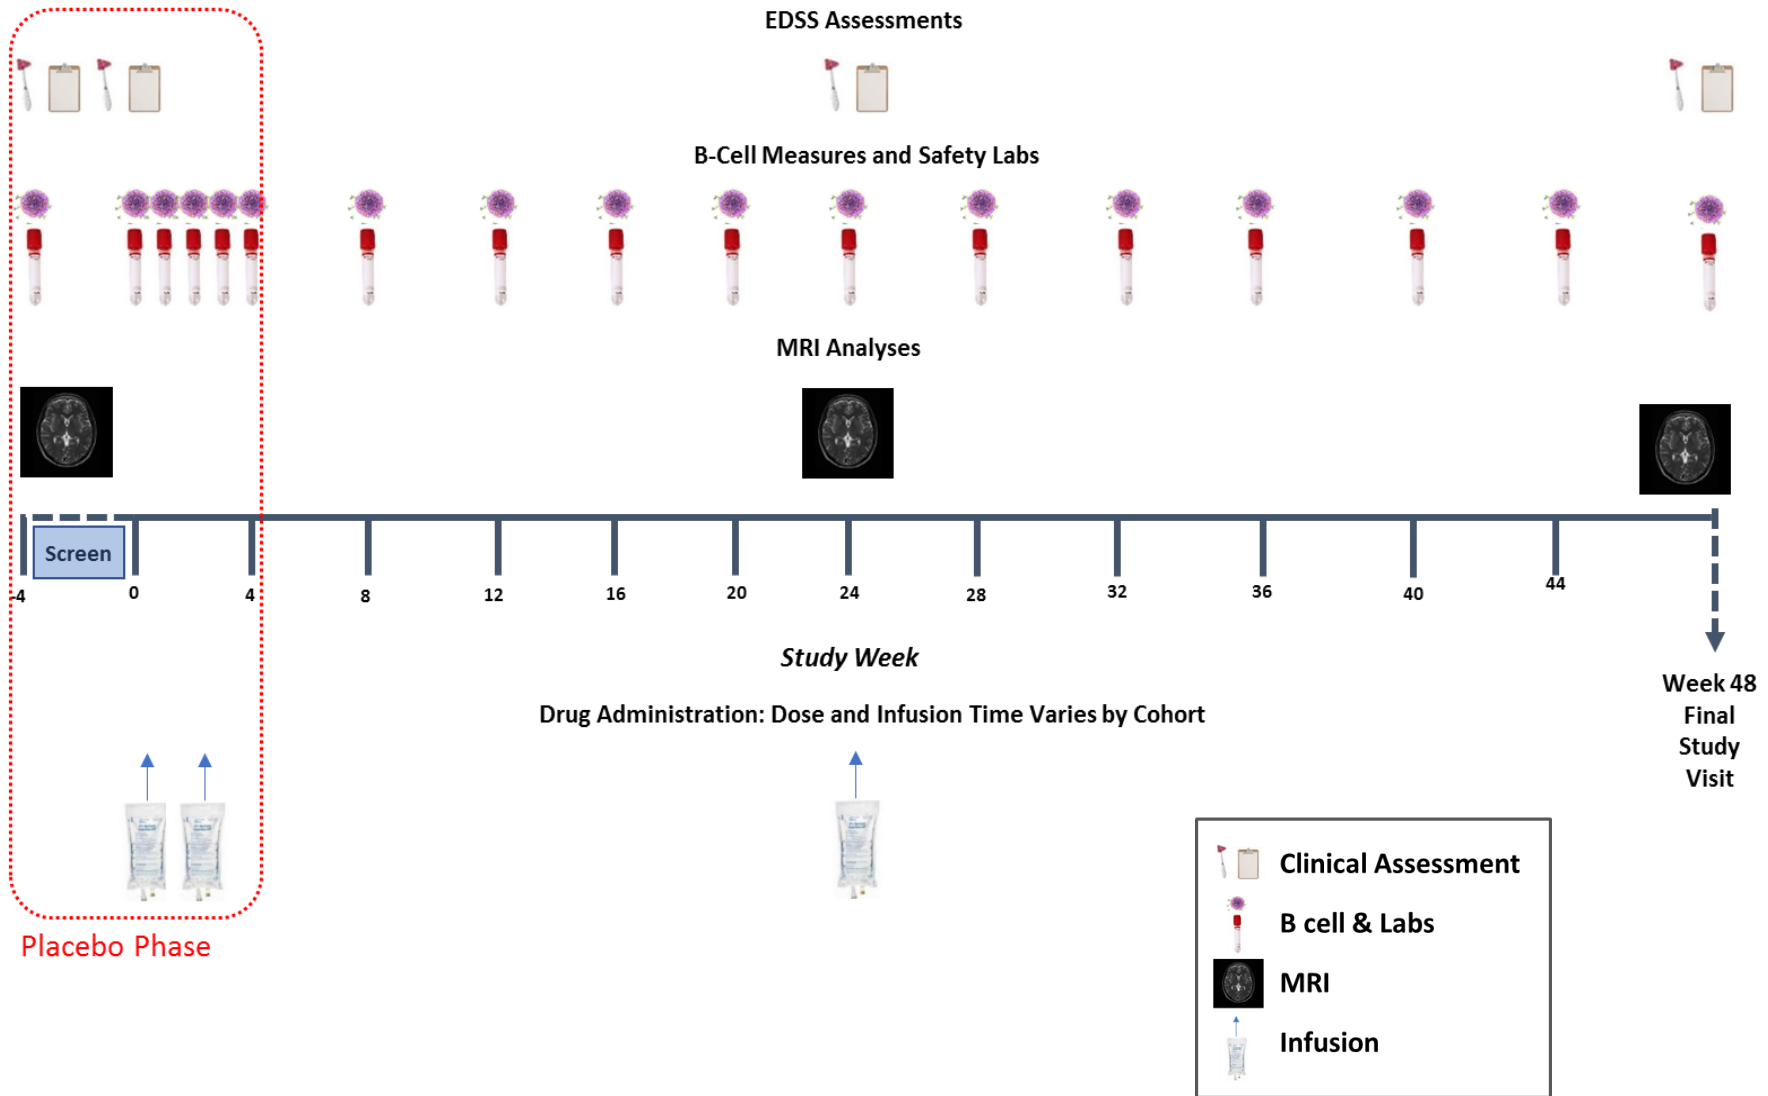 EDSS Assessments
B-Cell Measures and Safety Labs
MRI Analyses
Screen
-4
0
4
8
12
16
20
24
28
32
36
40
44
Study Week
Week 48
Final
Study
Visit
Drug Administration: Dose and Infusion Time Varies by Cohort
Placebo Phase
Clinical Assessment
B cell & Labs
MRI
Infusion